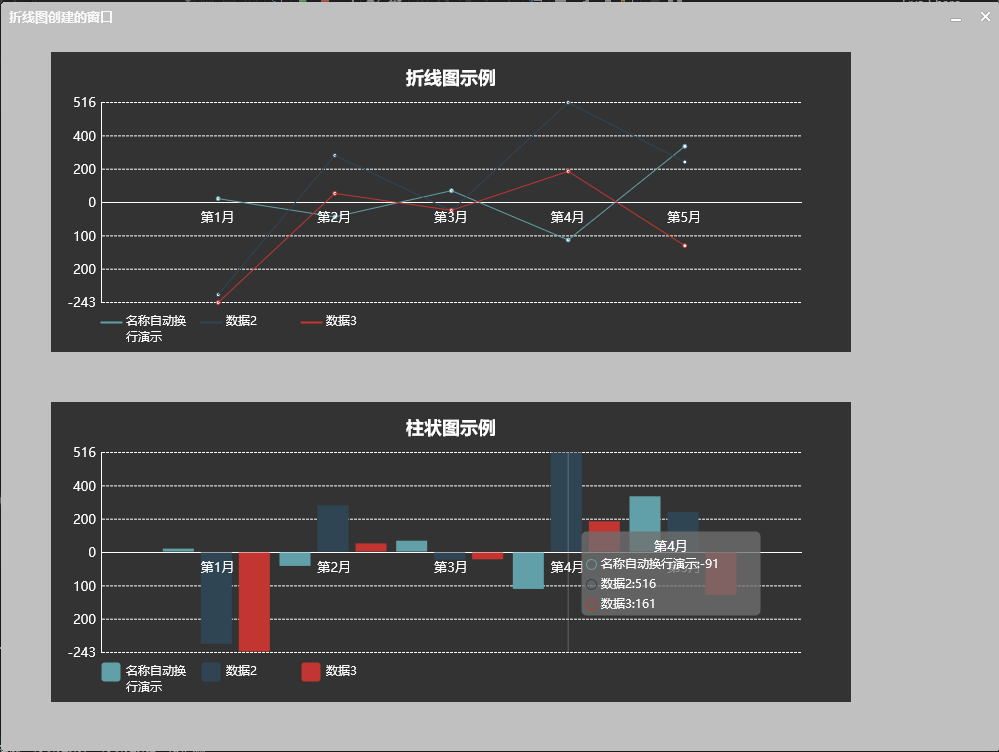 折线图创建的窗口
折线图示例
516
400
200
0
100
200
-243
第1月
第2月
第3月
第4月
第5月
名称自动换
行演示
数据2
数据3
柱状图示例
516
400
200
0
100
200
-243
第1月
第2月
第3月
第4月
第4月
名称自动换行演示:-91
数据2:516
数据3:161
名称自动换
行演示
数据2
数据3